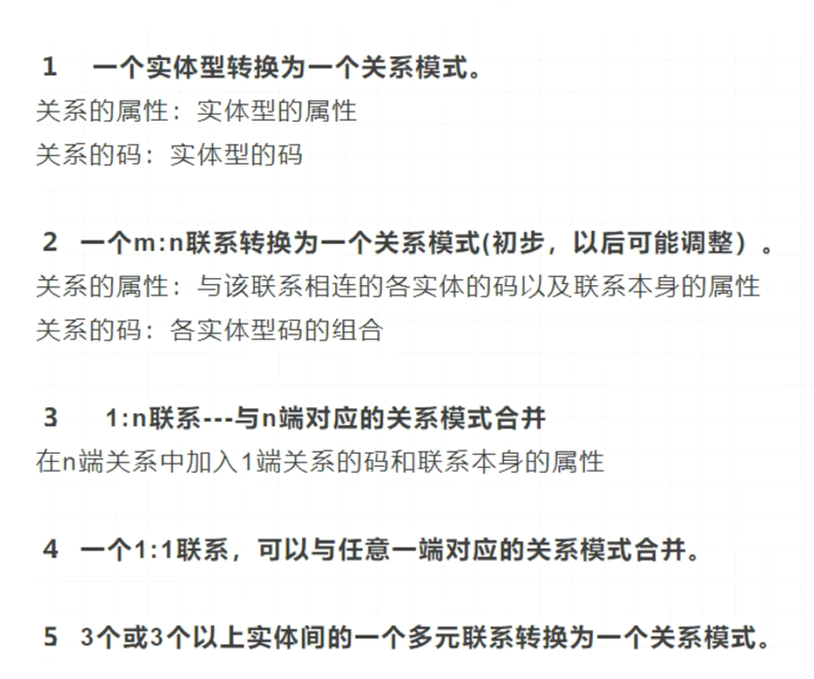 1 一个实体型转换为一个关系模式。
关系的属性：实体型的属性
关系的码：实体型的码
2 一个m:n联系转换为一个关系模式(初步，以后可能调整）。
关系的属性：与该联系相连的各实体的码以及联系本身的属性
关系的码：各实体型码的组合
3 1:n联系---与n端对应的关系模式合并
在n端关系中加入1端关系的码和联系本身的属性
4 一个1:1联系，可以与任意一端对应的关系模式合并。
5 3个或3个以上实体间的一个多元联系转换为一个关系模式。